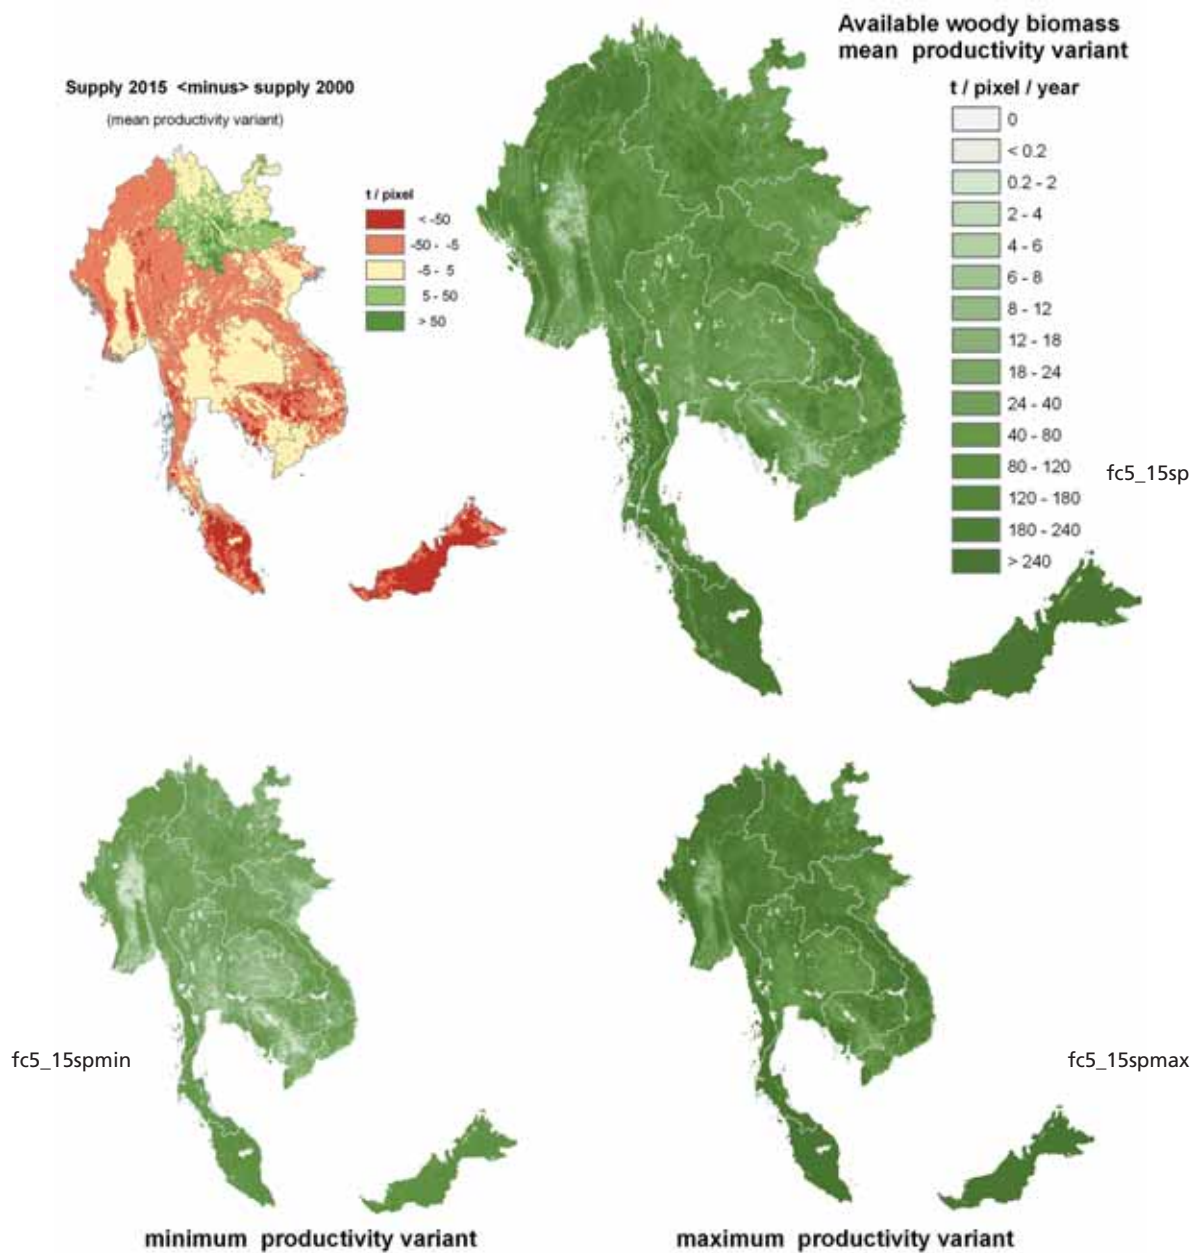 Available woody biomass
mean productivity variant
Supply 2015 <minus> supply 2000
(mean productivity variant)
t / pixel
< -50
-50 - -5
-5 - 5
5 - 50
> 50
t / pixel / year
0
< 0.2
0.2 - 2
2 - 4
4 - 6
6 - 8
8 - 12
12 - 18
18 - 24
24 - 40
40 - 80
80 - 120
120 - 180
180 - 240
> 240
fc5_15sp
fc5_15spmin
fc5_15spmax
minimum productivity variant
maximum productivity variant